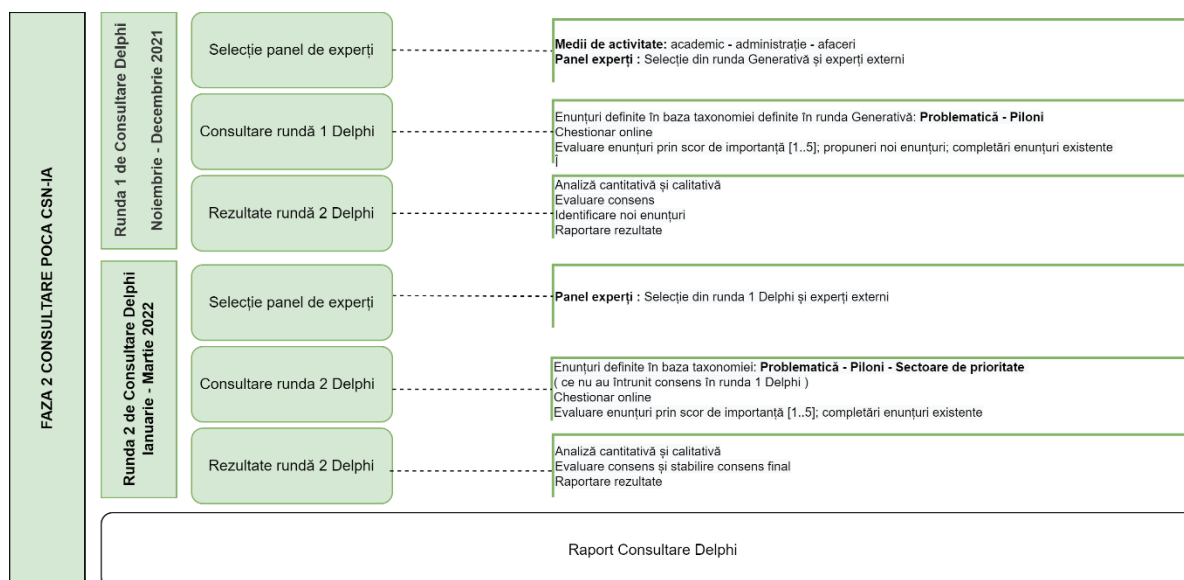 FAZA 2 CONSULTARE POCA CSN-IA
Runda 1 de Consultare Delphi
Noiembrie - Decembrie 2021
Selecție panel de experți
Medii de activitate: academic - administrație - afaceri
Panel experți : Selecție din runda Generativă și experți externi
Consultare rundă 1 Delphi
Enunțuri definite în baza taxonomiei definite în runda Generativă: Problematică - Piloni
Chestionar online
Evaluare enunțuri prin scor de importanță [1..5]; propuneri noi enunțuri; completări enunțuri existente
Î
Rezultate rundă 2 Delphi
Analiză cantitativă și calitativă
Evaluare consens
Identificare noi enunțuri
Raportare rezultate
Runda 2 de Consultare Delphi
Ianuarie - Martie 2022
Selecție panel de experți
Panel experți : Selecție din runda 1 Delphi și experți externi
Consultare runda 2 Delphi
Enunțuri definite în baza taxonomiei: Problematică - Piloni - Sectoare de prioritate
( ce nu au întrunit consens în runda 1 Delphi )
Chestionar online
Evaluare enunțuri prin scor de importanță [1..5]; completări enunțuri existente
Rezultate rundă 2 Delphi
Analiză cantitativă și calitativă
Evaluare consens și stabilire consens final
Raportare rezultate
Raport Consultare Delphi